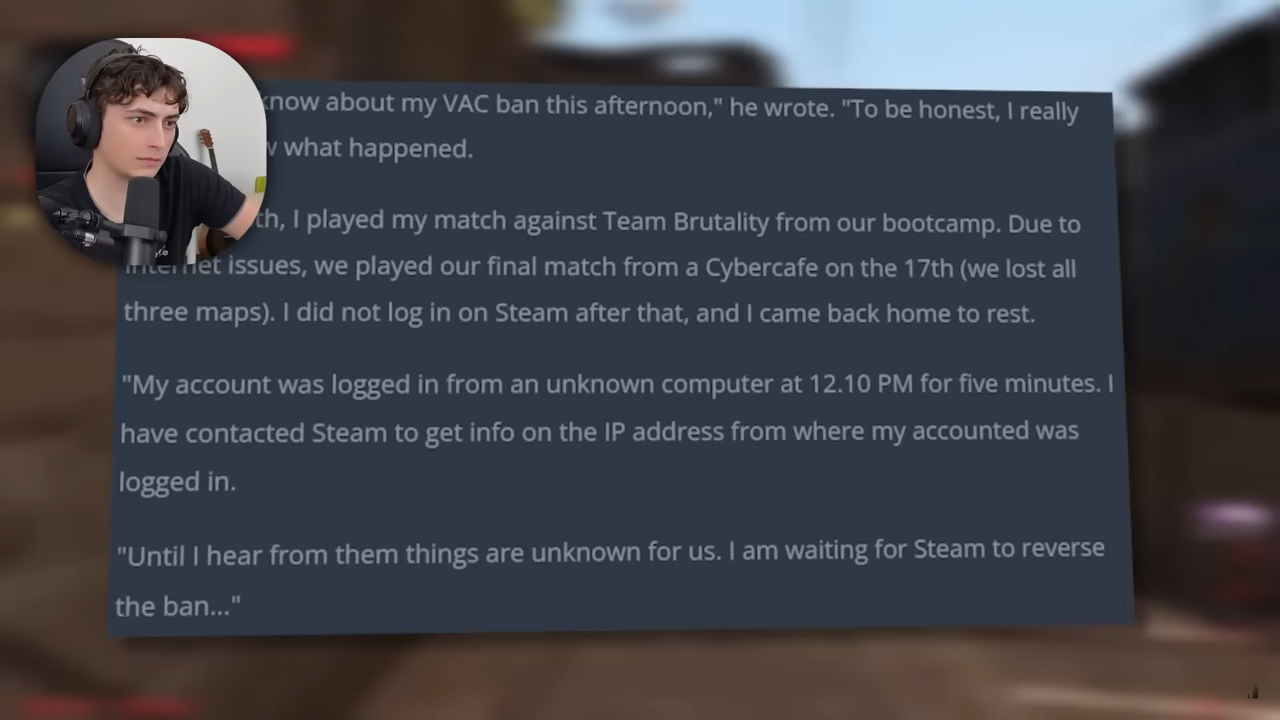 know about my VAC ban this afternoon," he wrote. "To be honest, I really
what happened.
I played my match against Team Brutality from our bootcamp. Due to
internet issues, we played our final match from a Cybercafe on the 17th (we lost all
three maps). I did not log in on Steam after that, and I came back home to rest.
"My account was logged in from an unknown computer at 12.10 PM for five minutes. I
have contacted Steam to get info on the IP address from where my accounted was
logged in.
"Until I hear from them things are unknown for us. I am waiting for Steam to reverse
the ban..."